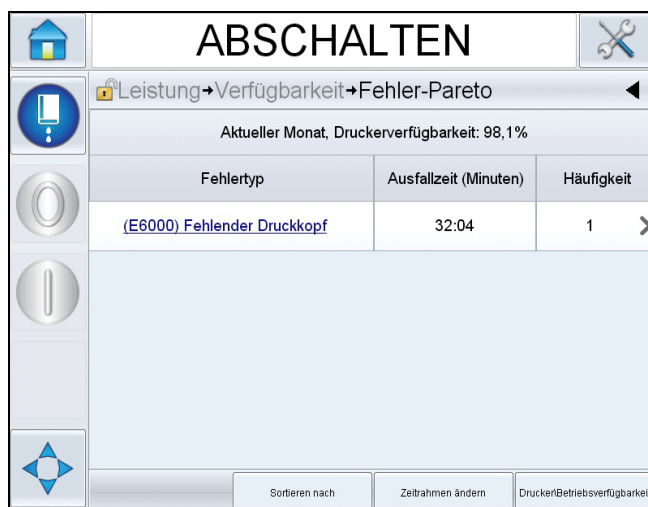 ABSCHALTEN
Leistung→Verfügbarkeit→Fehler-Pareto
Aktueller Monat, Druckerverfügbarkeit: 98,1%
Fehlertyp Ausfallzeit (Minuten) Häufigkeit
(E6000) Fehlender Druckkopf 32:04 1
Sortieren nach Zeitrahmen ändern Drucker\Betriebsverfügbarkei